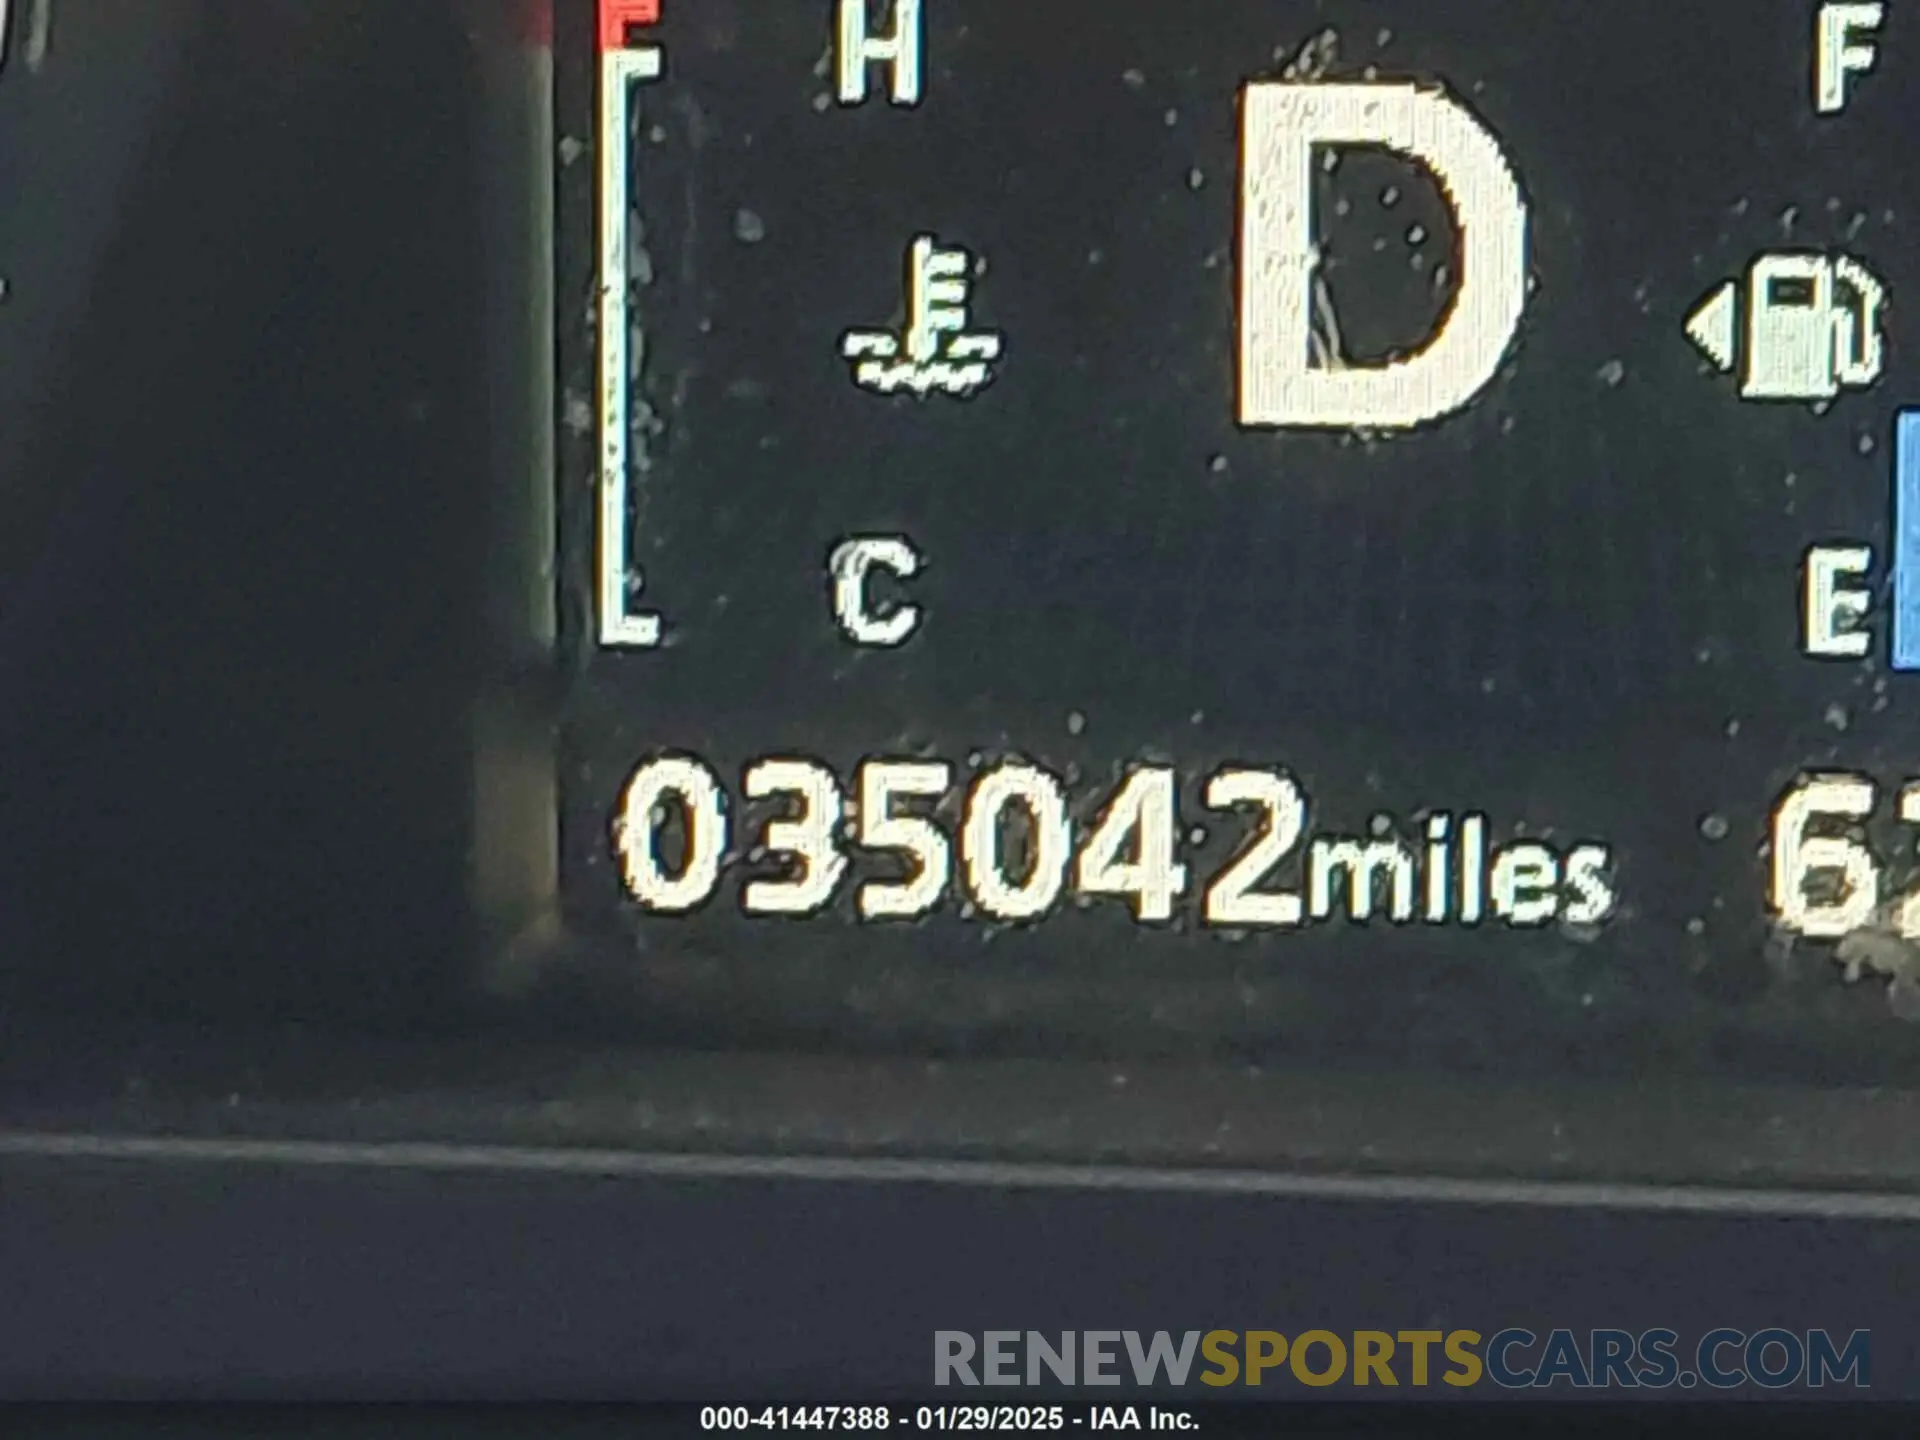 H
D
F
C
E
035042miles
RENEWSPORTSCARS.COM
000-41447388 - 01/29/2025 - IAA Inc.